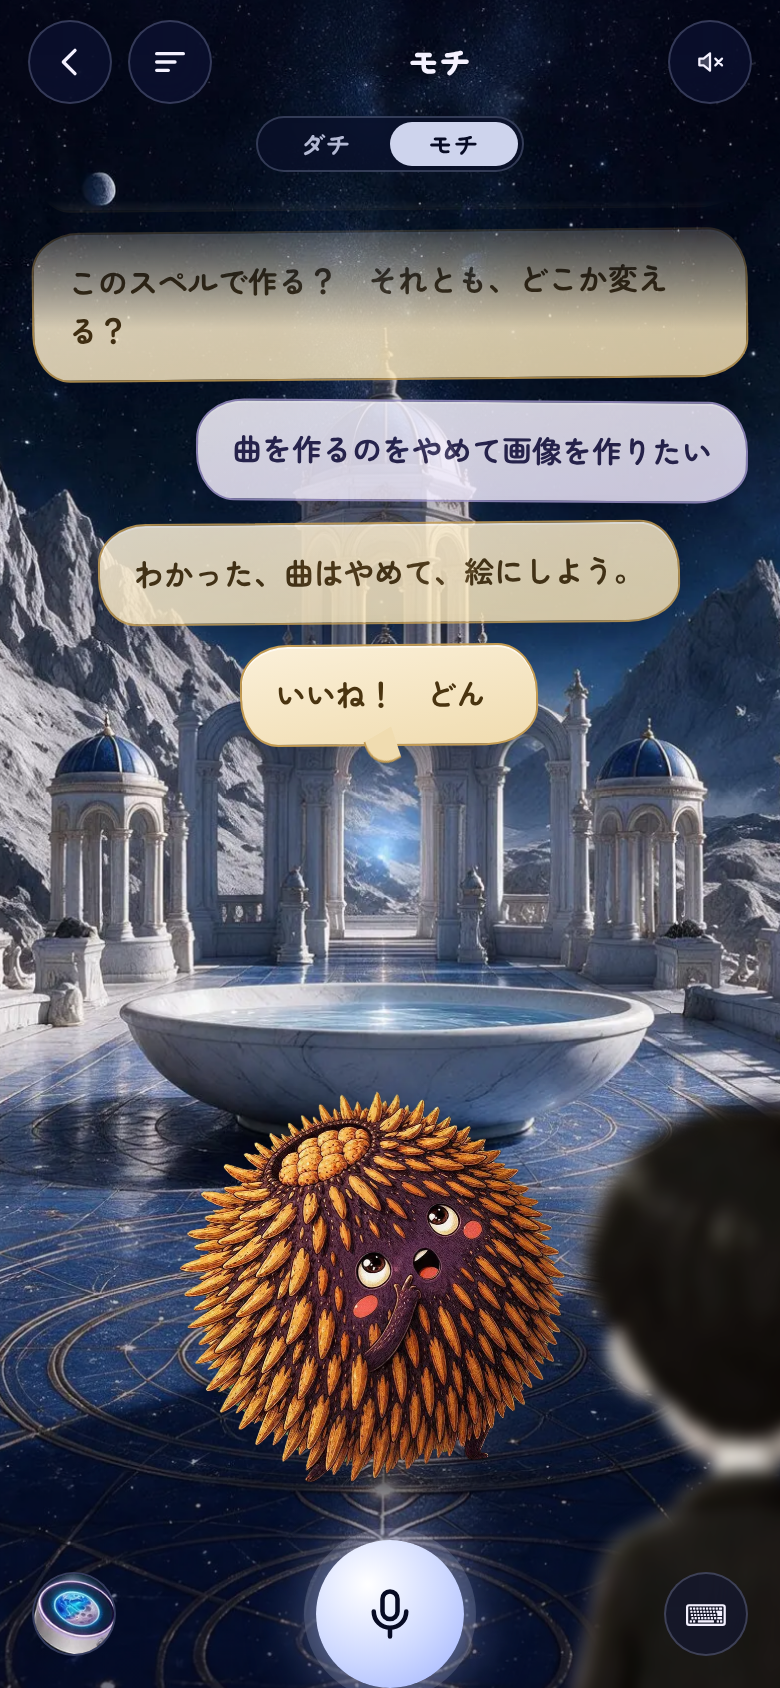 モチ
ダチ モチ
このスペルで作る？　それとも、どこか変え
る？
曲を作るのをやめて画像を作りたい
わかった、曲はやめて、絵にしよう。
いいね！　どん